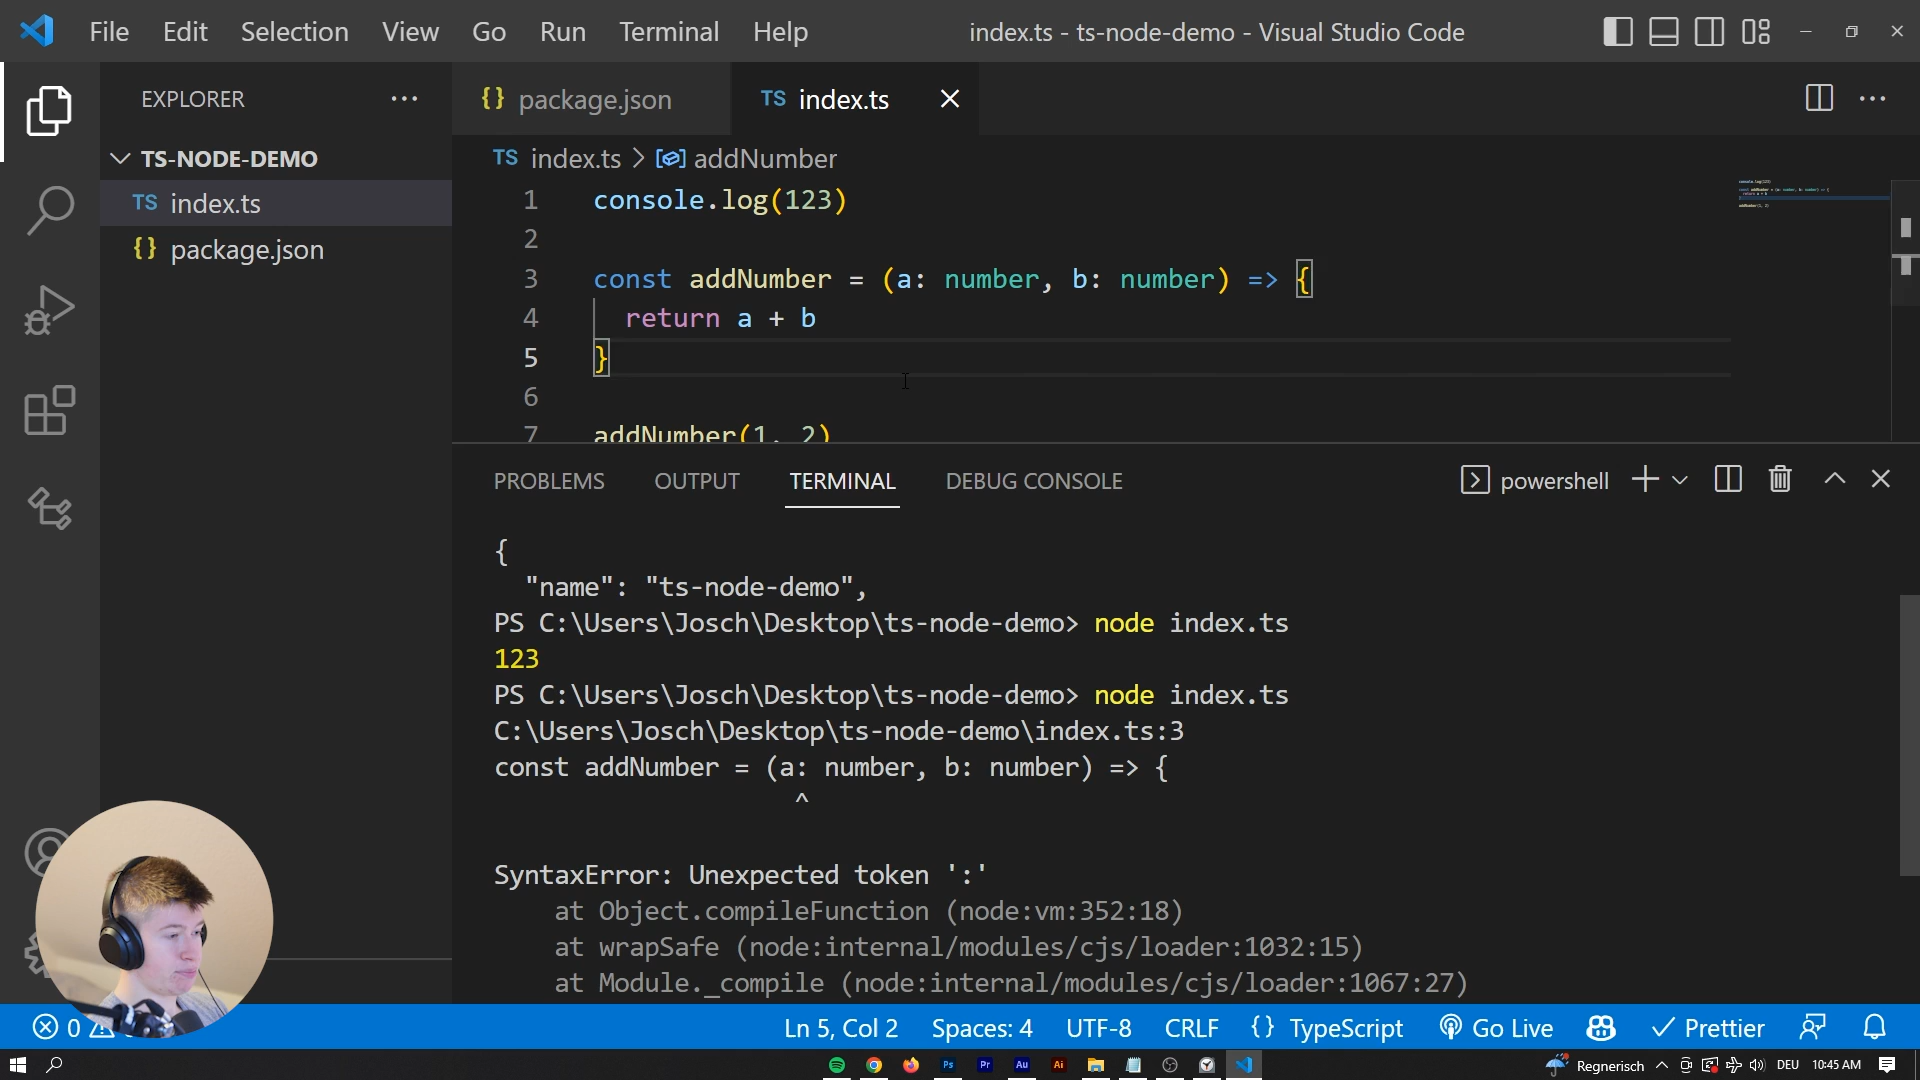 File Edit Selection View Go Run Terminal Help
index.ts - ts-node-demo - Visual Studio Code
EXPLORER
TS-NODE-DEMO
TS index.ts
{} package.json
{} package.json
TS index.ts
TS index.ts > addNumber
1 console.log(123)
2
3 const addNumber = (a: number, b: number) => {
4 return a + b
5 }
6
7 addNumber(1, 2)
PROBLEMS OUTPUT TERMINAL DEBUG CONSOLE
powershell
{
"name": "ts-node-demo",
PS C:\Users\Josch\Desktop\ts-node-demo> node index.ts
123
PS C:\Users\Josch\Desktop\ts-node-demo> node index.ts
C:\Users\Josch\Desktop\ts-node-demo\index.ts:3
const addNumber = (a: number, b: number) => {
^
SyntaxError: Unexpected token ':'
at Object.compileFunction (node:vm:352:18)
at wrapSafe (node:internal/modules/cjs/loader:1032:15)
at Module._compile (node:internal/modules/cjs/loader:1067:27)
0
Ln 5, Col 2 Spaces: 4 UTF-8 CRLF {} TypeScript Go Live Prettier
Ps Pr Au Ai
Regnerisch DEU 10:45 AM